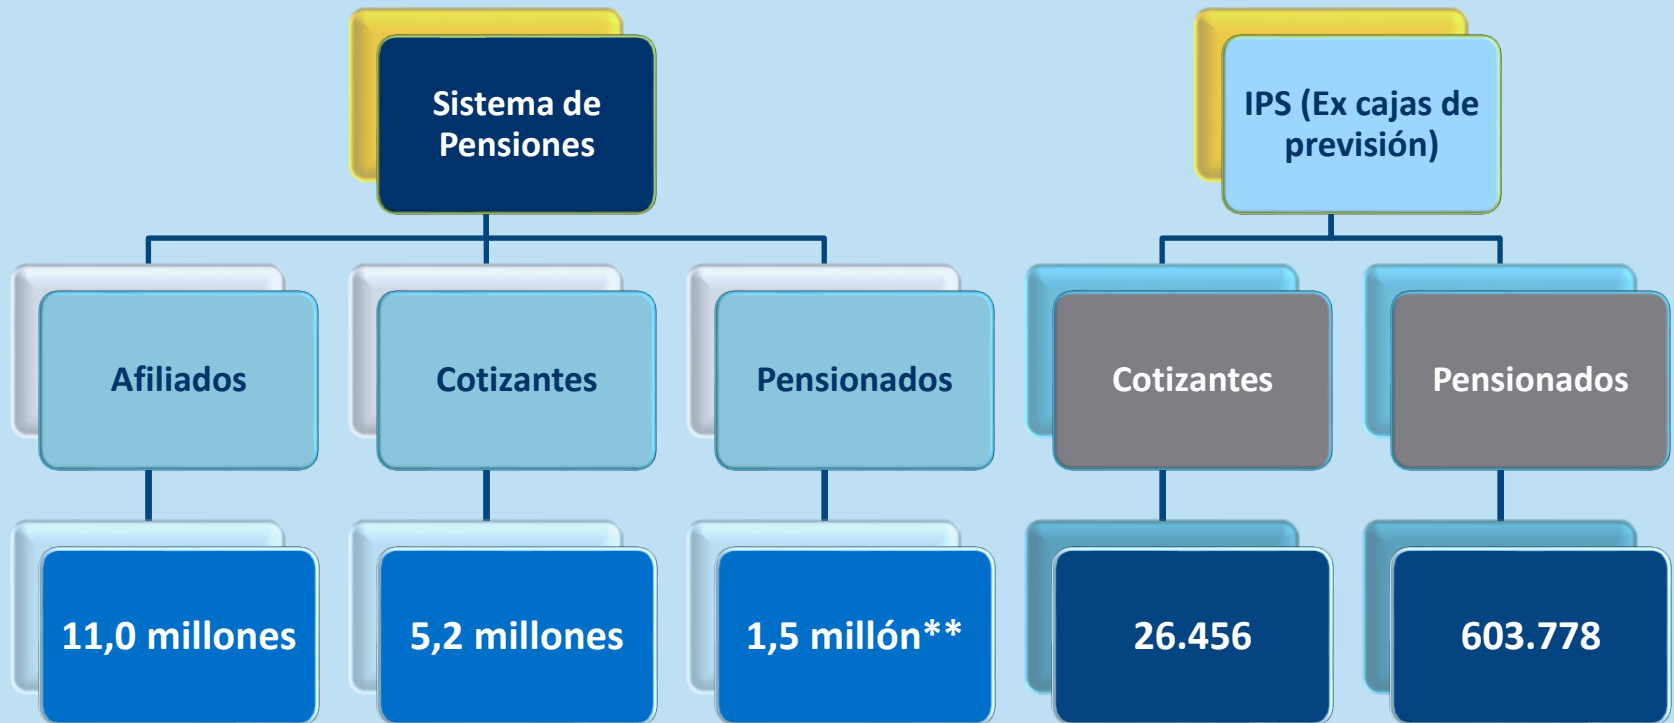 Sistema de
Pensiones
IPS (Ex cajas de
previsión)
Afiliados
Cotizantes
Pensionados
Cotizantes
Pensionados
11,0 millones
5,2 millones
1,5 millón**
26.456
603.778